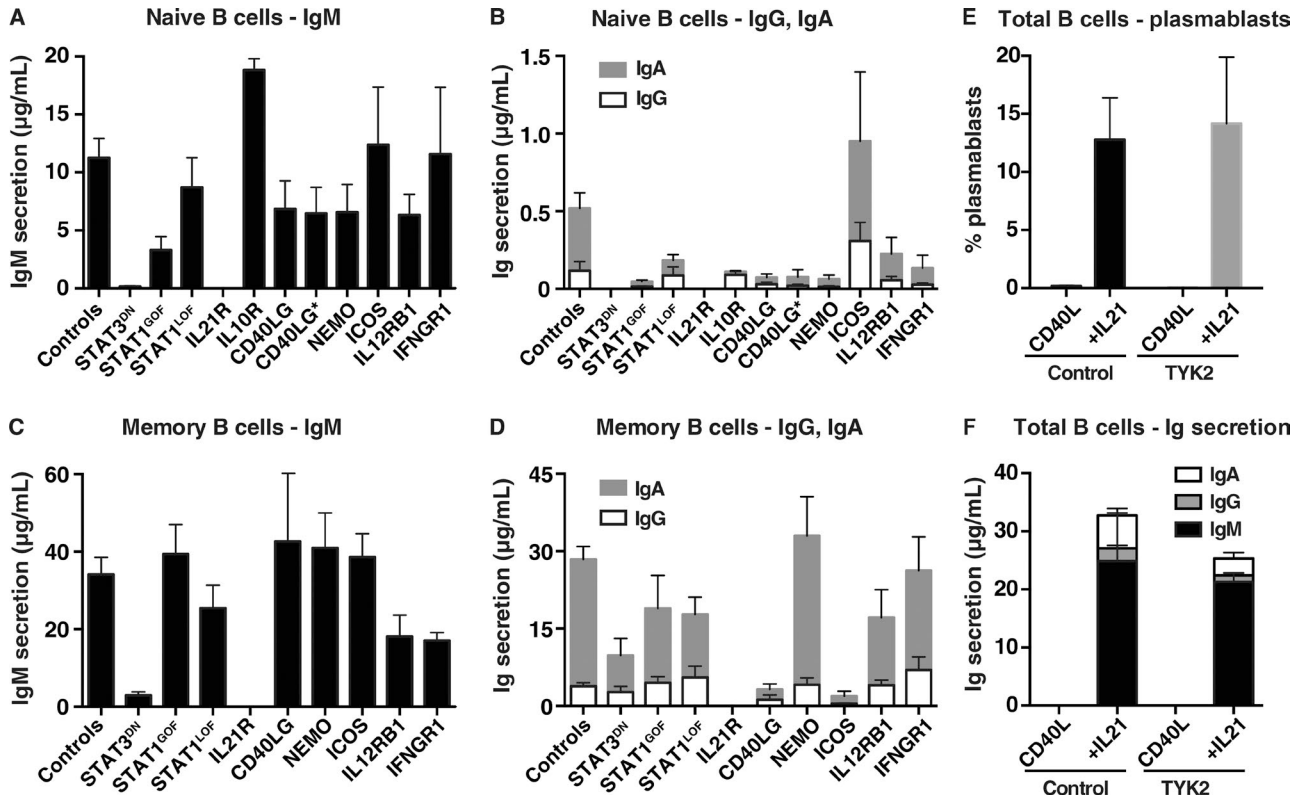 A Naive B cells - IgM
IgM secretion (µg/mL)
20
15
10
5
0
Controls
STAT3DN
STAT1GOF
STAT1LOF
IL21R
IL10R
CD40LG
CD40LG*
NEMO
ICOS
IL12RB1
IFNGR1
B Naive B cells - IgG, IgA
Ig secretion (µg/mL)
1.5
1.0
0.5
0
IgA
IgG
Controls
STAT3DN
STAT1GOF
STAT1LOF
IL21R
IL10R
CD40LG
CD40LG*
NEMO
ICOS
IL12RB1
IFNGR1
E Total B cells - plasmablasts
% plasmablasts
20
15
10
5
0
CD40L
+IL21
CD40L
+IL21
Control
TYK2
C Memory B cells - IgM
IgM secretion (µg/mL)
60
40
20
0
Controls
STAT3DN
STAT1GOF
STAT1LOF
IL21R
CD40LG
NEMO
ICOS
IL12RB1
IFNGR1
D Memory B cells - IgG, IgA
Ig secretion (µg/mL)
45
30
15
0
IgA
IgG
Controls
STAT3DN
STAT1GOF
STAT1LOF
IL21R
CD40LG
NEMO
ICOS
IL12RB1
IFNGR1
F Total B cells - Ig secretion
Ig secretion (µg/mL)
40
30
20
10
0
IgA
IgG
IgM
CD40L
+IL21
CD40L
+IL21
Control
TYK2